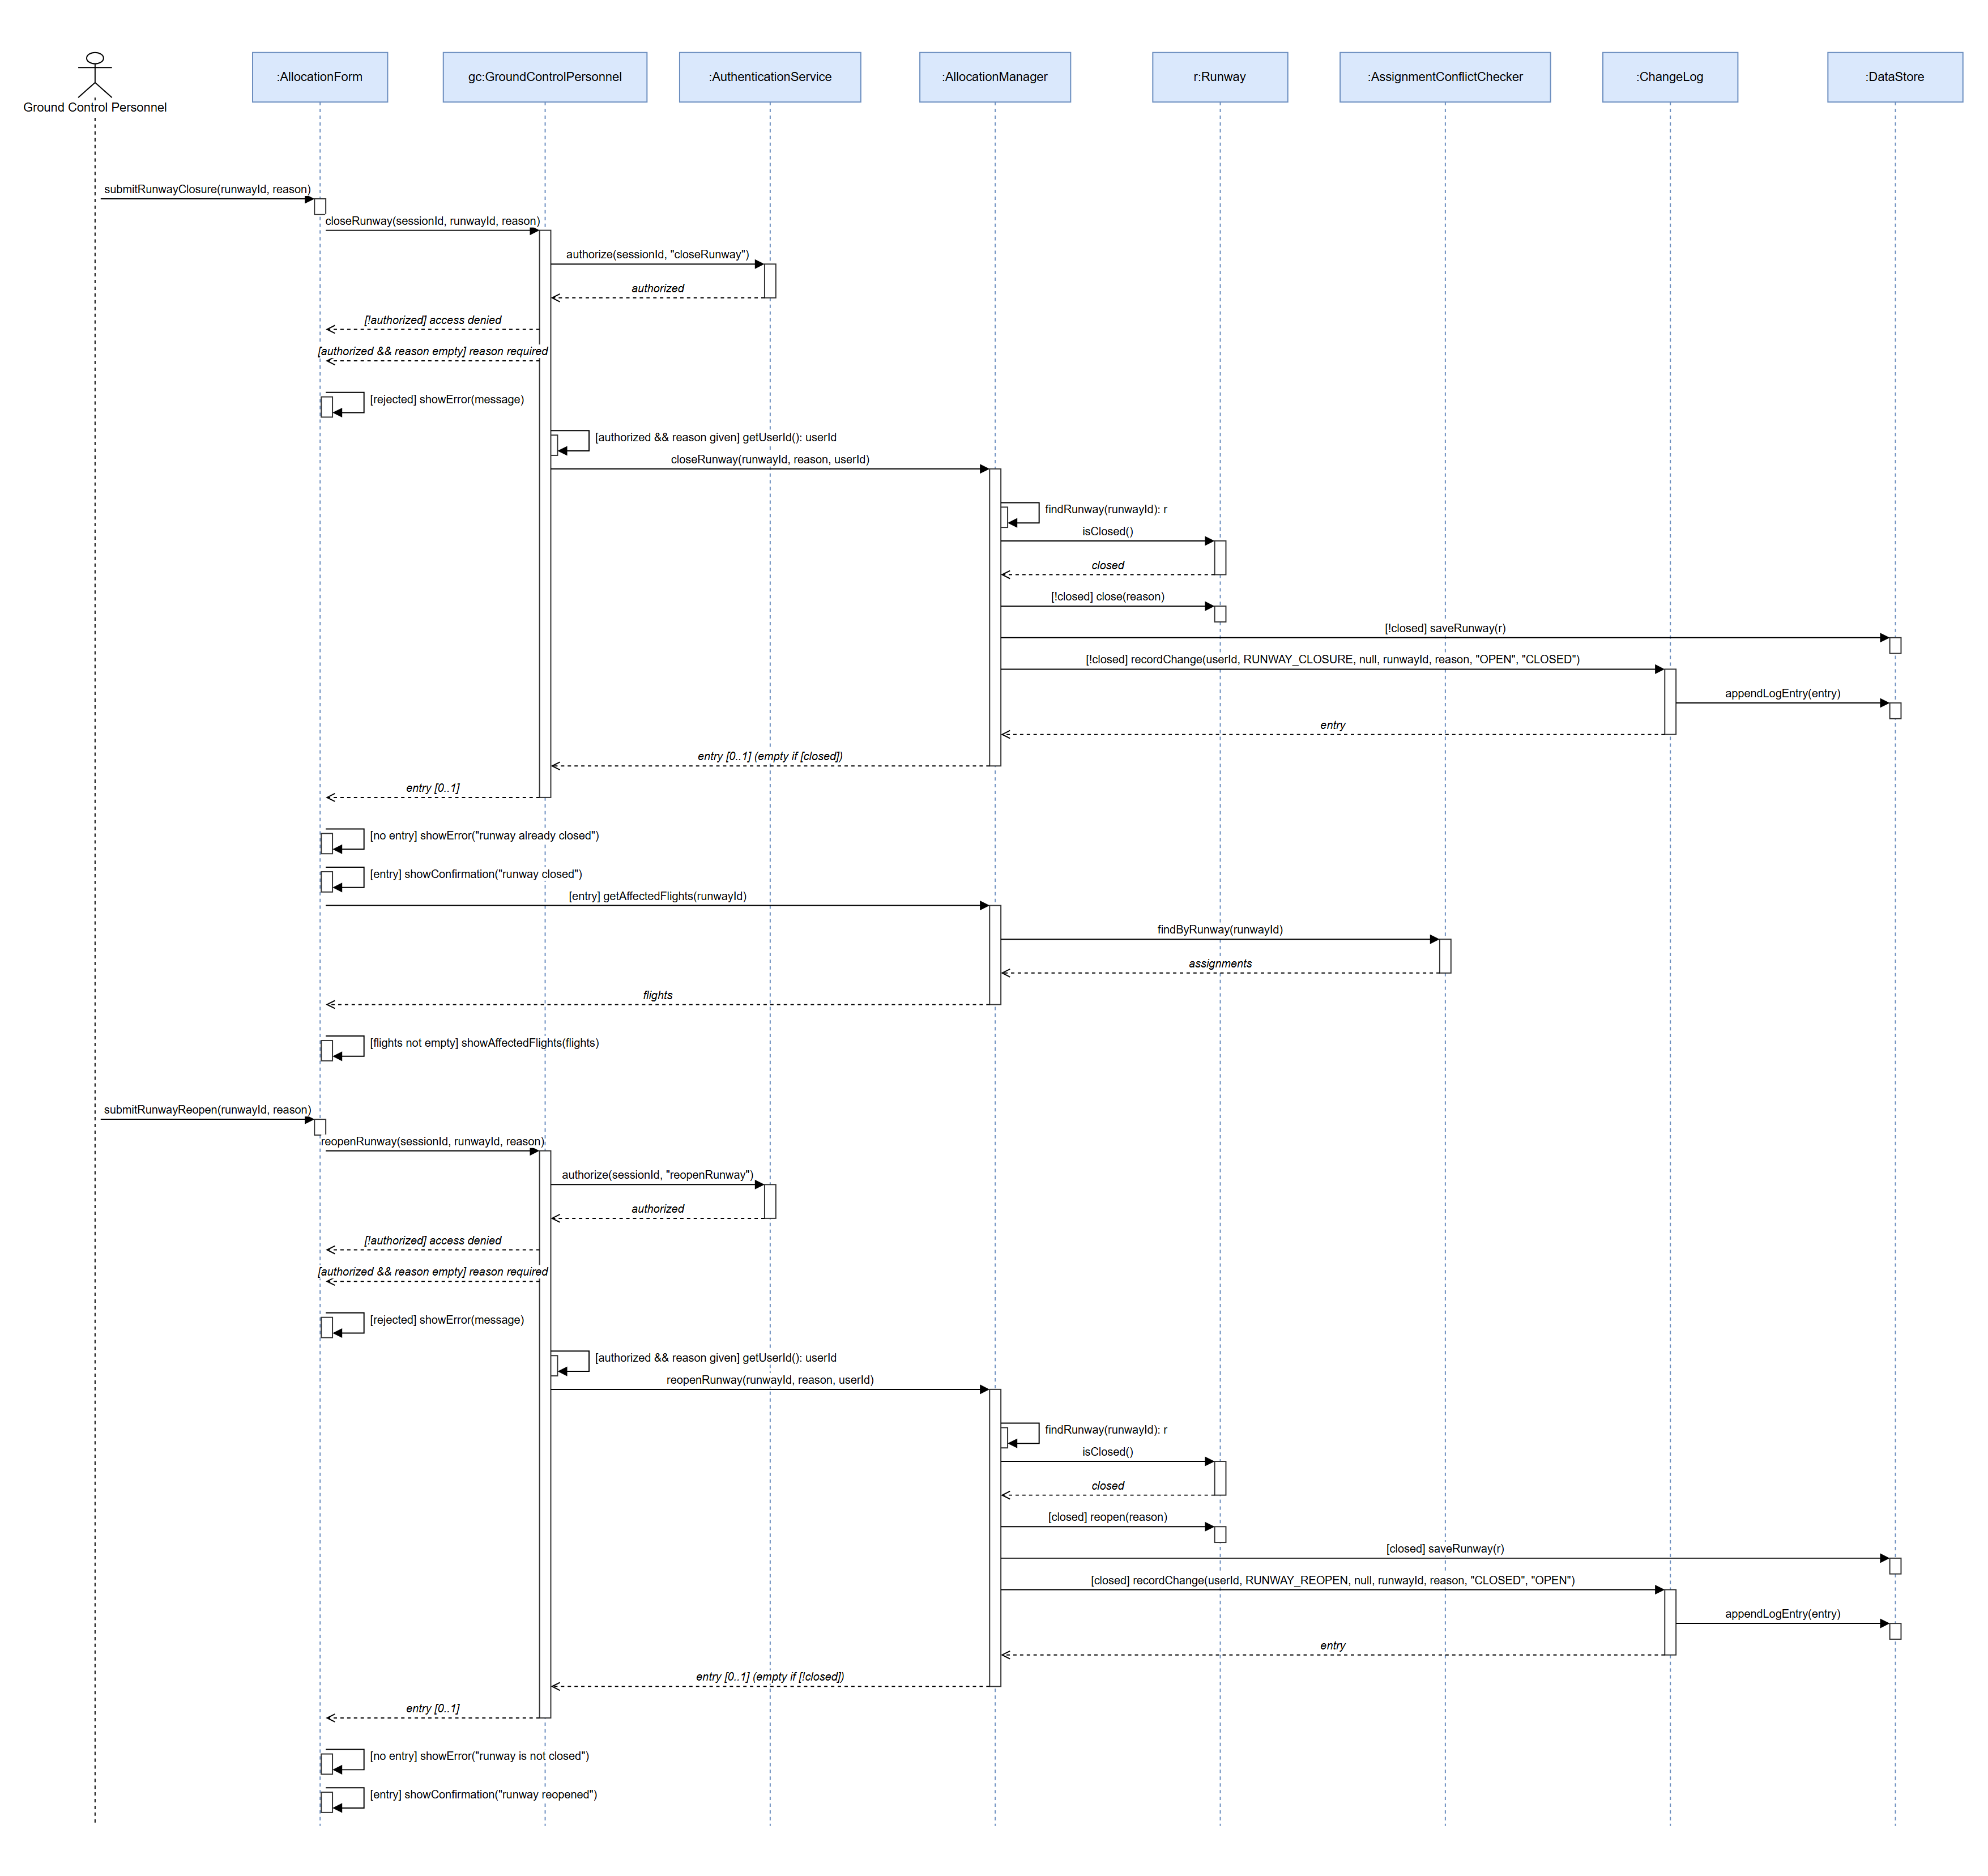 :AllocationForm
gc:GroundControlPersonnel
:AuthenticationService
:AllocationManager
r:Runway
:AssignmentConflictChecker
:ChangeLog
:DataStore
Ground Control Personnel
submitRunwayClosure(runwayId, reason)
closeRunway(sessionId, runwayId, reason)
authorize(sessionId, "closeRunway")
authorized
[!authorized] access denied
[authorized && reason empty] reason required
[rejected] showError(message)
[authorized && reason given] getUserId(): userId
closeRunway(runwayId, reason, userId)
findRunway(runwayId): r
isClosed()
closed
[!closed] close(reason)
[!closed] saveRunway(r)
[!closed] recordChange(userId, RUNWAY_CLOSURE, null, runwayId, reason, "OPEN", "CLOSED")
appendLogEntry(entry)
entry
entry [0..1] (empty if [closed])
entry [0..1]
[no entry] showError("runway already closed")
[entry] showConfirmation("runway closed")
[entry] getAffectedFlights(runwayId)
findByRunway(runwayId)
assignments
flights
[flights not empty] showAffectedFlights(flights)
submitRunwayReopen(runwayId, reason)
reopenRunway(sessionId, runwayId, reason)
authorize(sessionId, "reopenRunway")
authorized
[!authorized] access denied
[authorized && reason empty] reason required
[rejected] showError(message)
[authorized && reason given] getUserId(): userId
reopenRunway(runwayId, reason, userId)
findRunway(runwayId): r
isClosed()
closed
[closed] reopen(reason)
[closed] saveRunway(r)
[closed] recordChange(userId, RUNWAY_REOPEN, null, runwayId, reason, "CLOSED", "OPEN")
appendLogEntry(entry)
entry
entry [0..1] (empty if [!closed])
entry [0..1]
[no entry] showError("runway is not closed")
[entry] showConfirmation("runway reopened")